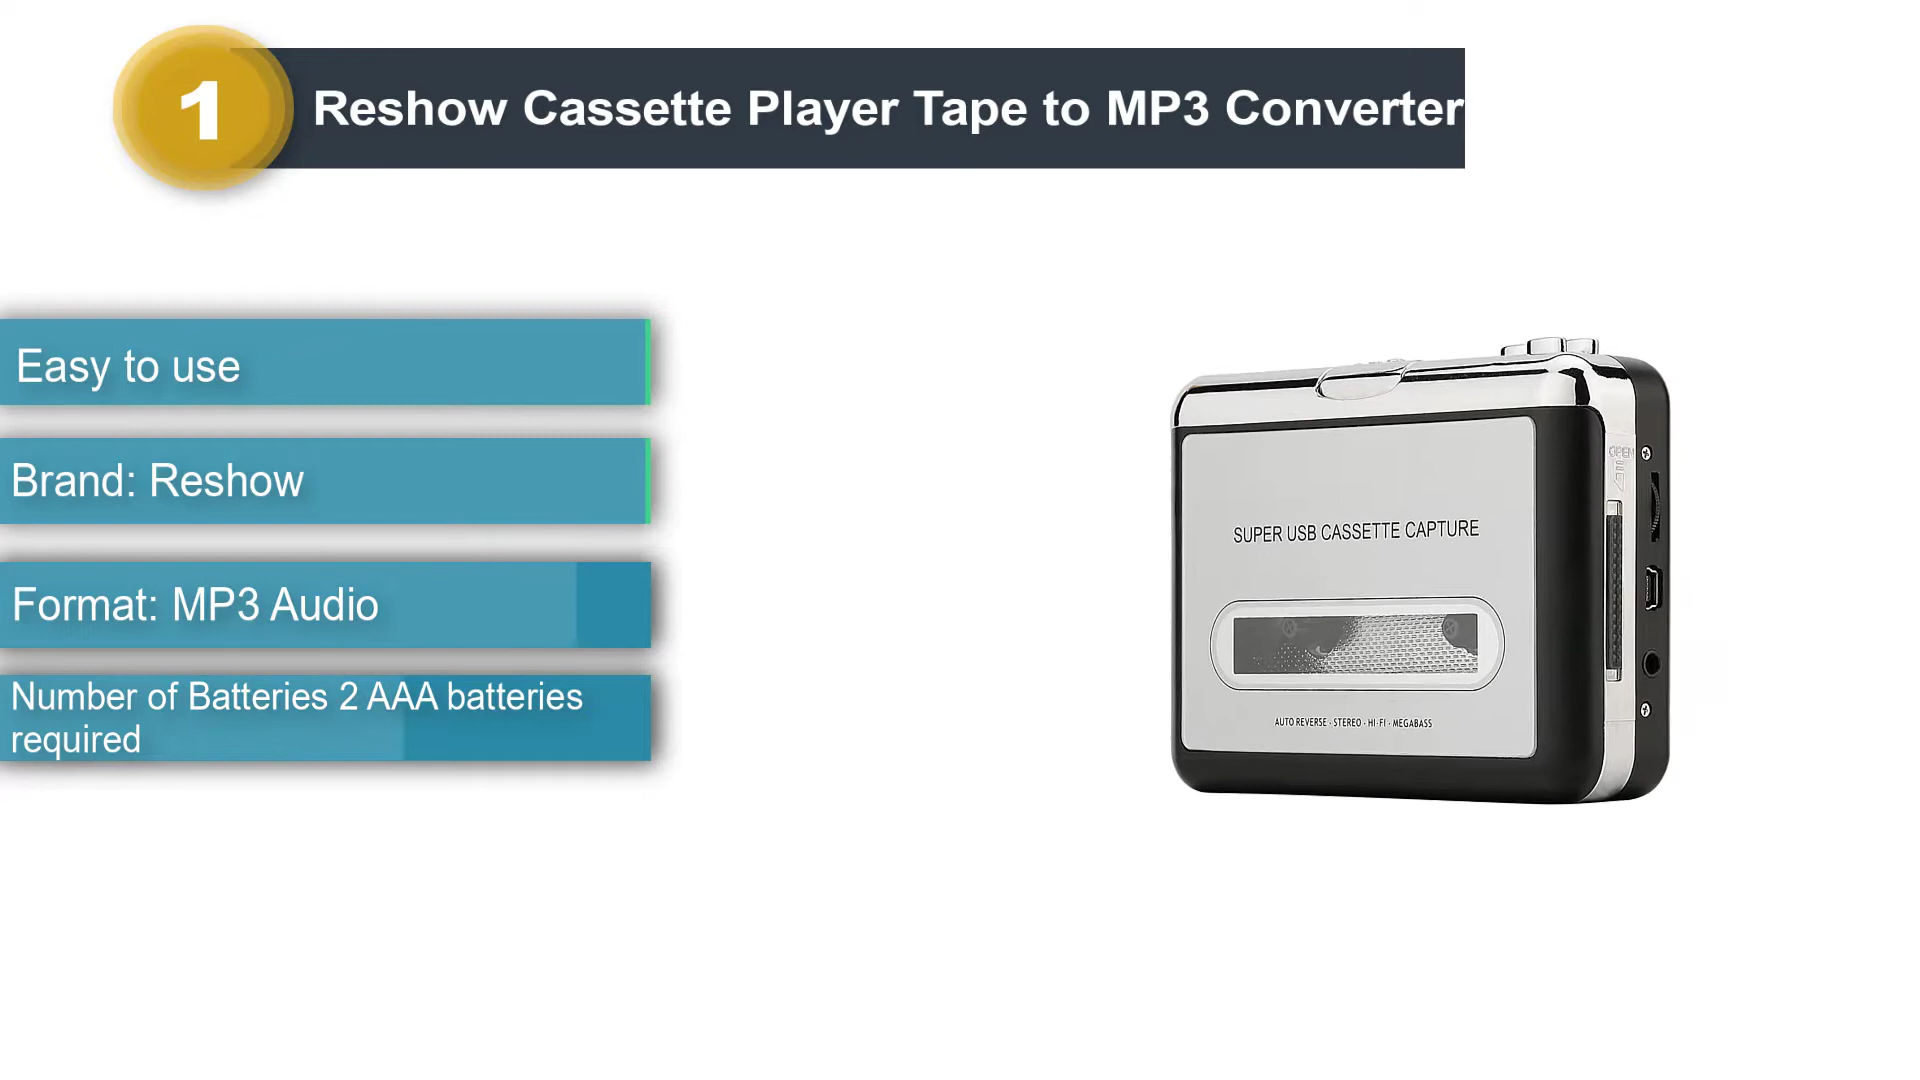 1
Reshow Cassette Player Tape to MP3 Converter
Easy to use
Brand: Reshow
Format: MP3 Audio
Number of Batteries 2 AAA batteries
required
OPEN
SUPER USB CASSETTE CAPTURE
AUTO REVERSE · STEREO · HI-FI · MEGABASS